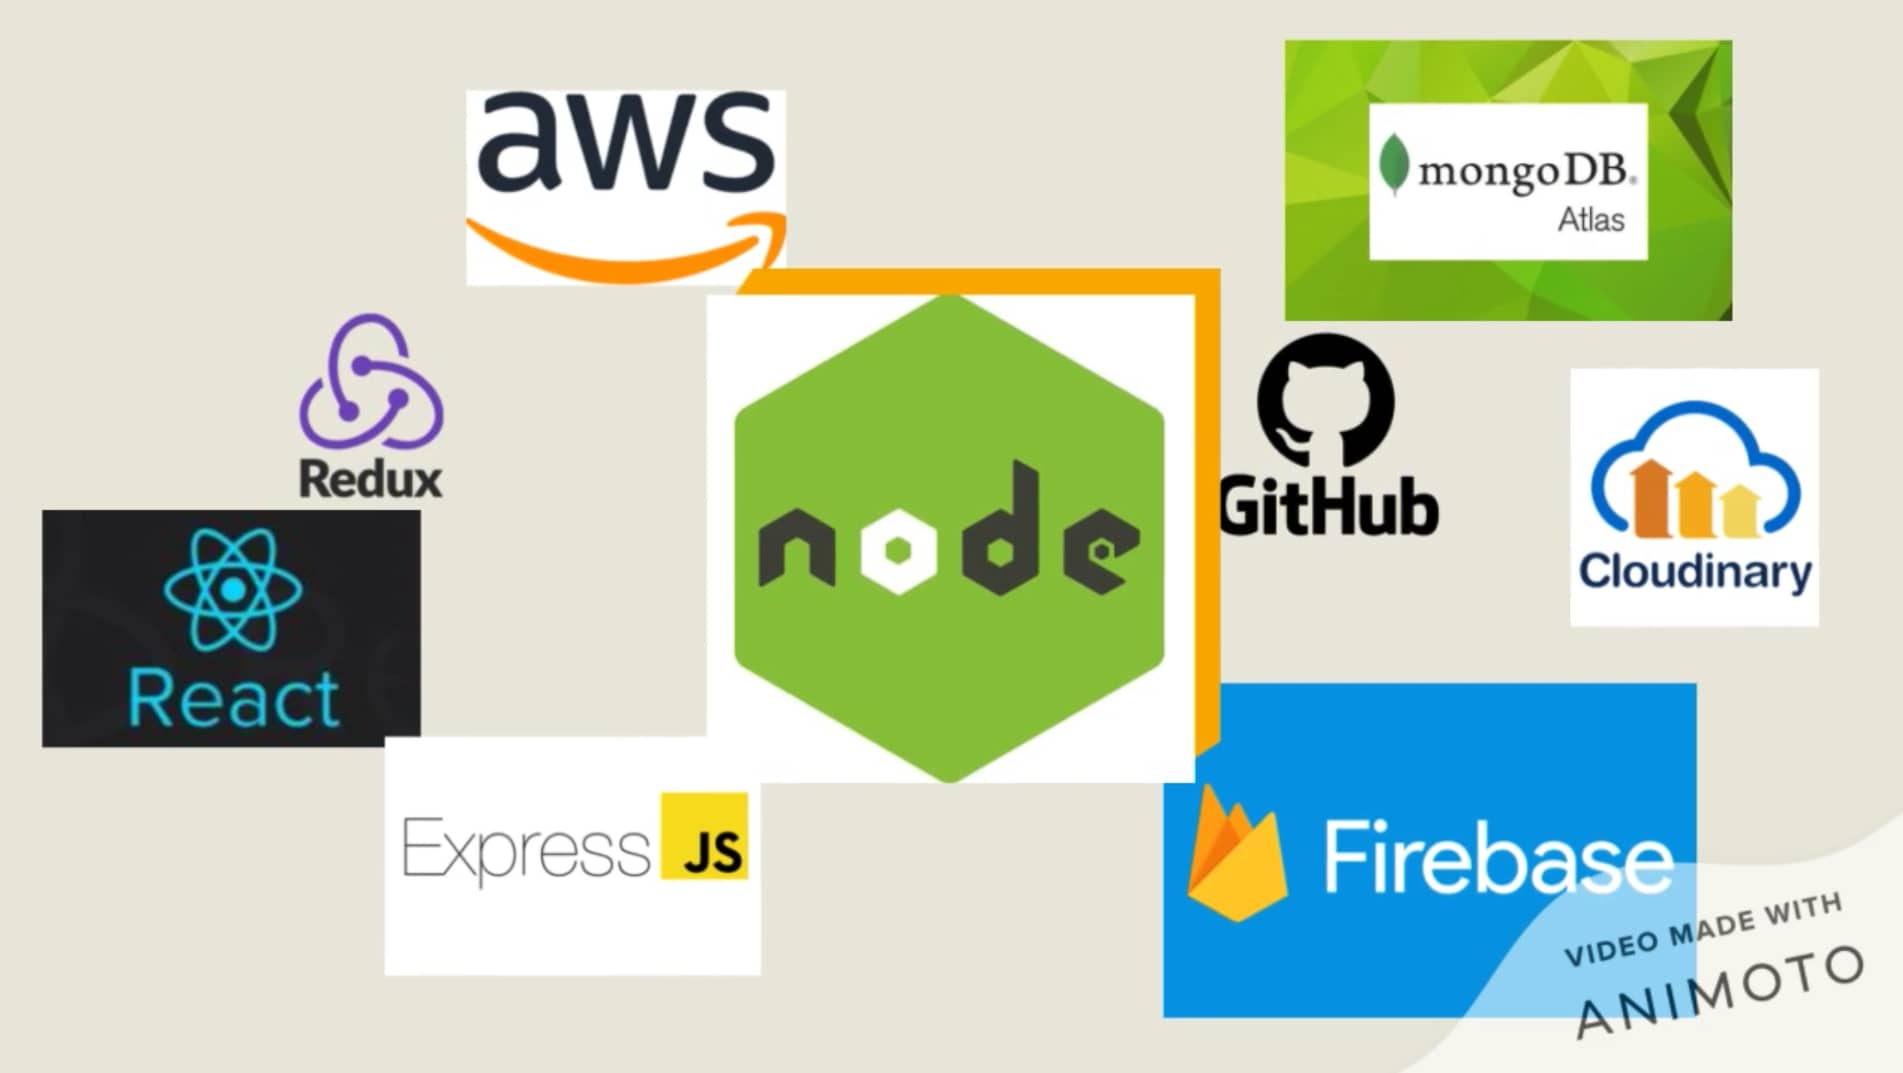 aws
mongoDB®
Atlas
Redux
GitHub
node
Cloudinary
React
Express JS
Firebase
VIDEO MADE WITH
ANIMOTO